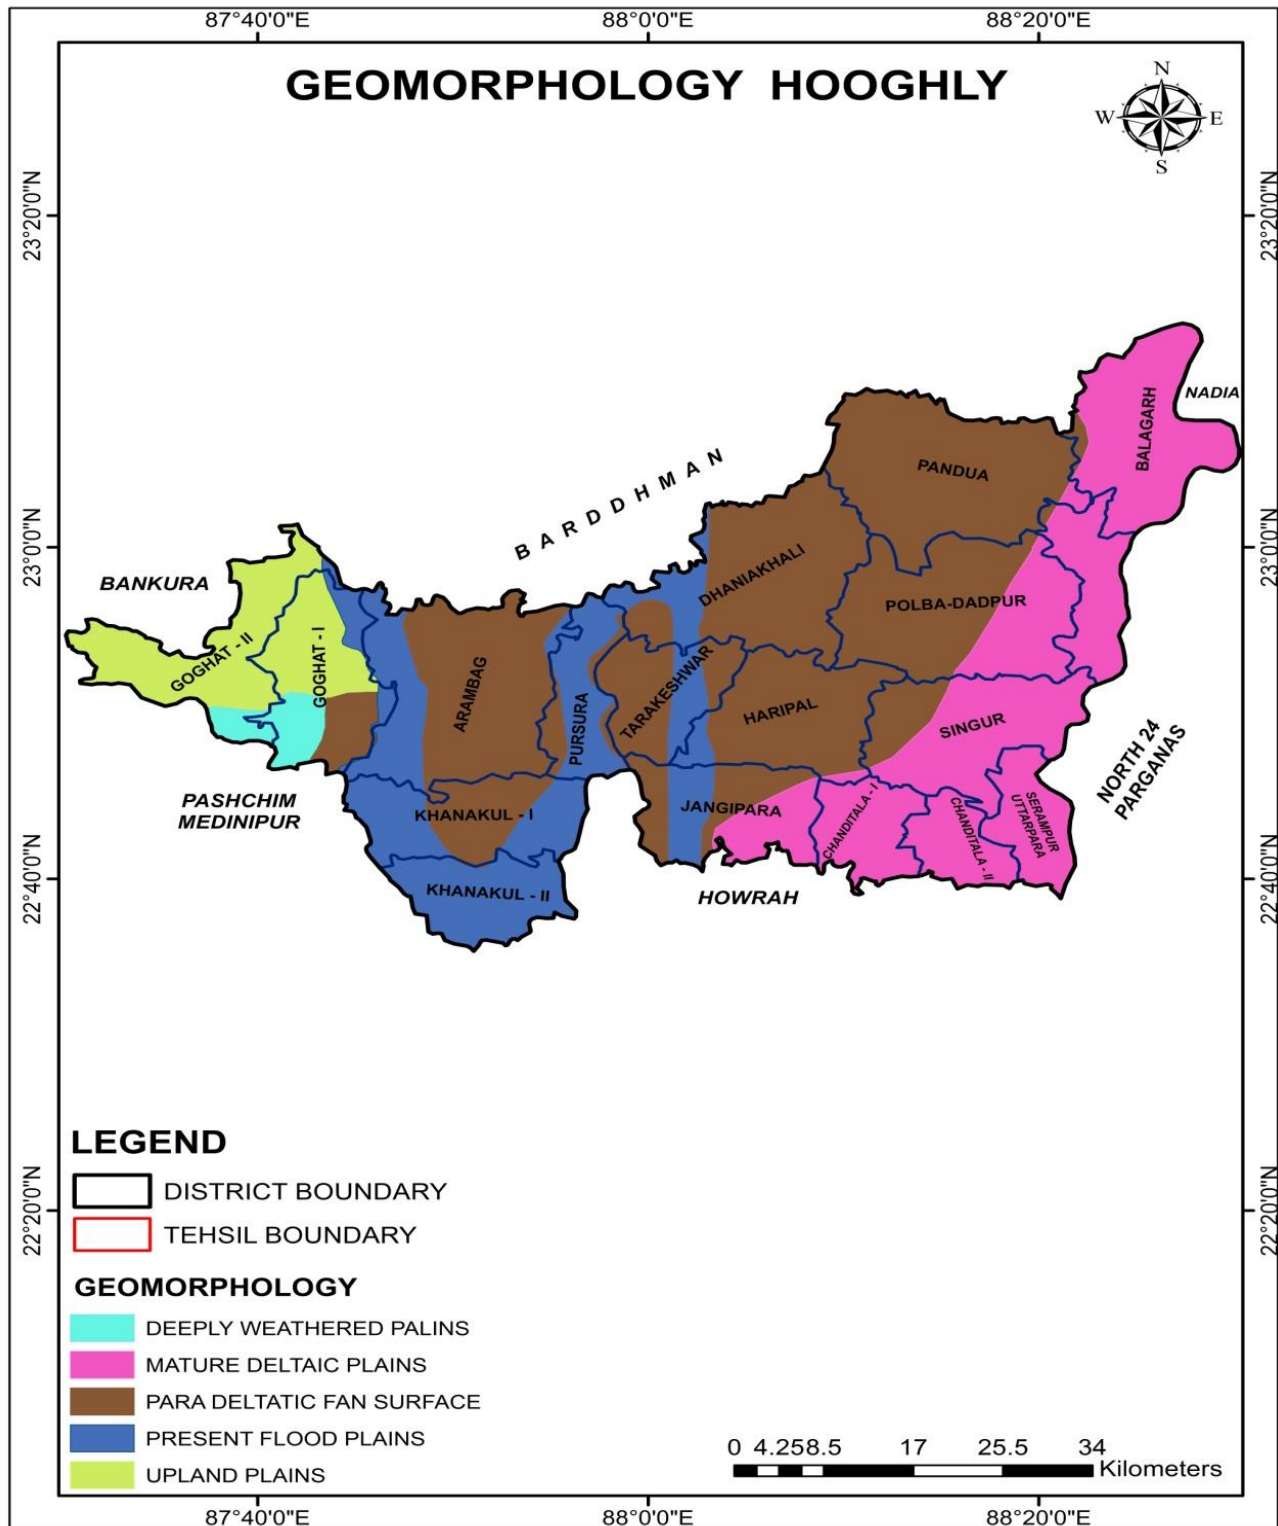 87°40'0"E
88°0'0"E
88°20'0"E
GEOMORPHOLOGY HOOGHLY
N
W
E
S
23°20'0"N
23°20'0"N
NADIA
BALAGARH
PANDUA
BARDDHMAN
23°0'0"N
23°0'0"N
BANKURA
DHANIAKHALI
POLBA-DADPUR
GOGHAT - II
GOGHAT - I
ARAMBAG
PURSURA
TARAKESHWAR
HARIPAL
SINGUR
NORTH 24
PARGANAS
PASHCHIM
MEDINIPUR
KHANAKUL - I
JANGIPARA
CHANDITALA - I
CHANDITALA - II
SERAMPUR
UTTARPARA
22°40'0"N
22°40'0"N
KHANAKUL - II
HOWRAH
LEGEND
DISTRICT BOUNDARY
TEHSIL BOUNDARY
22°20'0"N
22°20'0"N
GEOMORPHOLOGY
DEEPLY WEATHERED PALINS
MATURE DELTAIC PLAINS
PARA DELTATIC FAN SURFACE
PRESENT FLOOD PLAINS
UPLAND PLAINS
0 4.25 8.5 17 25.5 34
Kilometers
87°40'0"E
88°0'0"E
88°20'0"E